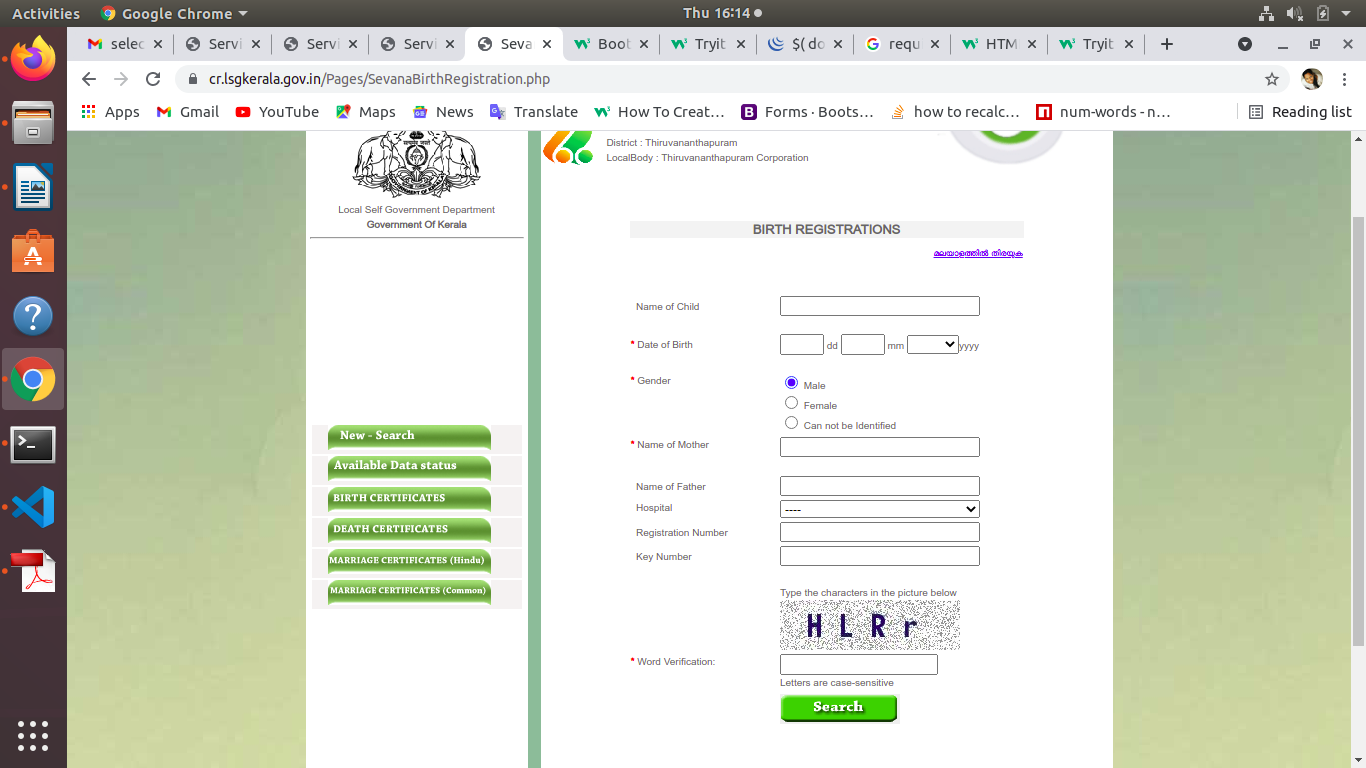 Activities Google Chrome Thu 16:14
selec Servi Servi Servi Seva Boot Tryit $( do requ HTM Tryit
cr.lsgkerala.gov.in/Pages/SevanaBirthRegistration.php
Apps Gmail YouTube Maps News Translate How To Creat… Forms · Boots… how to recalc… num-words - n… Reading list
District : Thiruvananthapuram
LocalBody : Thiruvananthapuram Corporation
Local Self Government Department
Government Of Kerala
New - Search
Available Data status
BIRTH CERTIFICATES
DEATH CERTIFICATES
MARRIAGE CERTIFICATES (Hindu)
MARRIAGE CERTIFICATES (Common)
BIRTH REGISTRATIONS
മലയാളത്തില്‍ തിരയുക
Name of Child
* Date of Birth dd mm yyyy
* Gender Male
Female
Can not be Identified
* Name of Mother
Name of Father
Hospital ----
Registration Number
Key Number
Type the characters in the picture below
H L R r
* Word Verification:
Letters are case-sensitive
Search